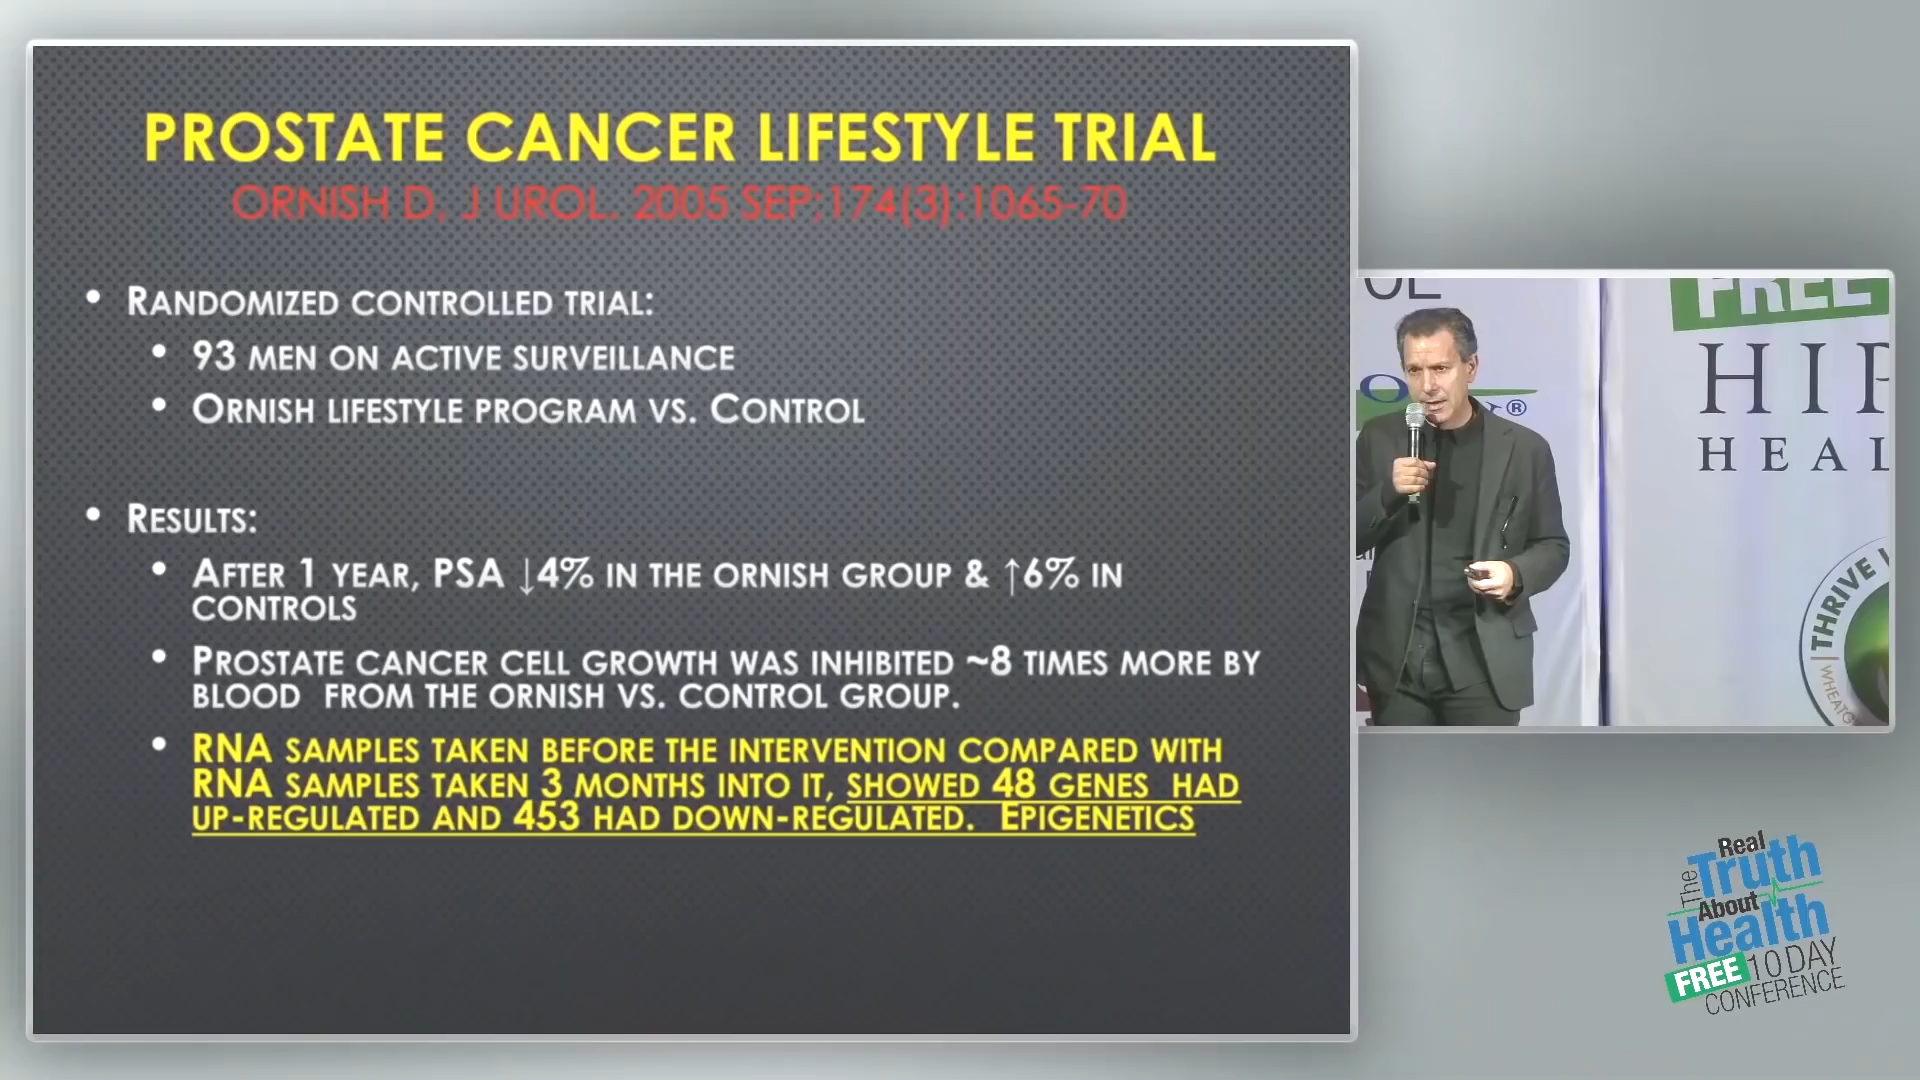 PROSTATE CANCER LIFESTYLE TRIAL
ORNISH D, J UROL. 2005 SEP;174(3):1065-70
• RANDOMIZED CONTROLLED TRIAL:
• 93 MEN ON ACTIVE SURVEILLANCE
• ORNISH LIFESTYLE PROGRAM VS. CONTROL
• RESULTS:
• AFTER 1 YEAR, PSA ↓4% IN THE ORNISH GROUP & ↑6% IN
CONTROLS
• PROSTATE CANCER CELL GROWTH WAS INHIBITED ~8 TIMES MORE BY
BLOOD FROM THE ORNISH VS. CONTROL GROUP.
• RNA SAMPLES TAKEN BEFORE THE INTERVENTION COMPARED WITH
RNA SAMPLES TAKEN 3 MONTHS INTO IT, SHOWED 48 GENES HAD
UP-REGULATED AND 453 HAD DOWN-REGULATED. EPIGENETICS
FREE
HIP
HEAL
THRIVE
WHEATO
The Real
Truth
About
Health
FREE 10 DAY
CONFERENCE